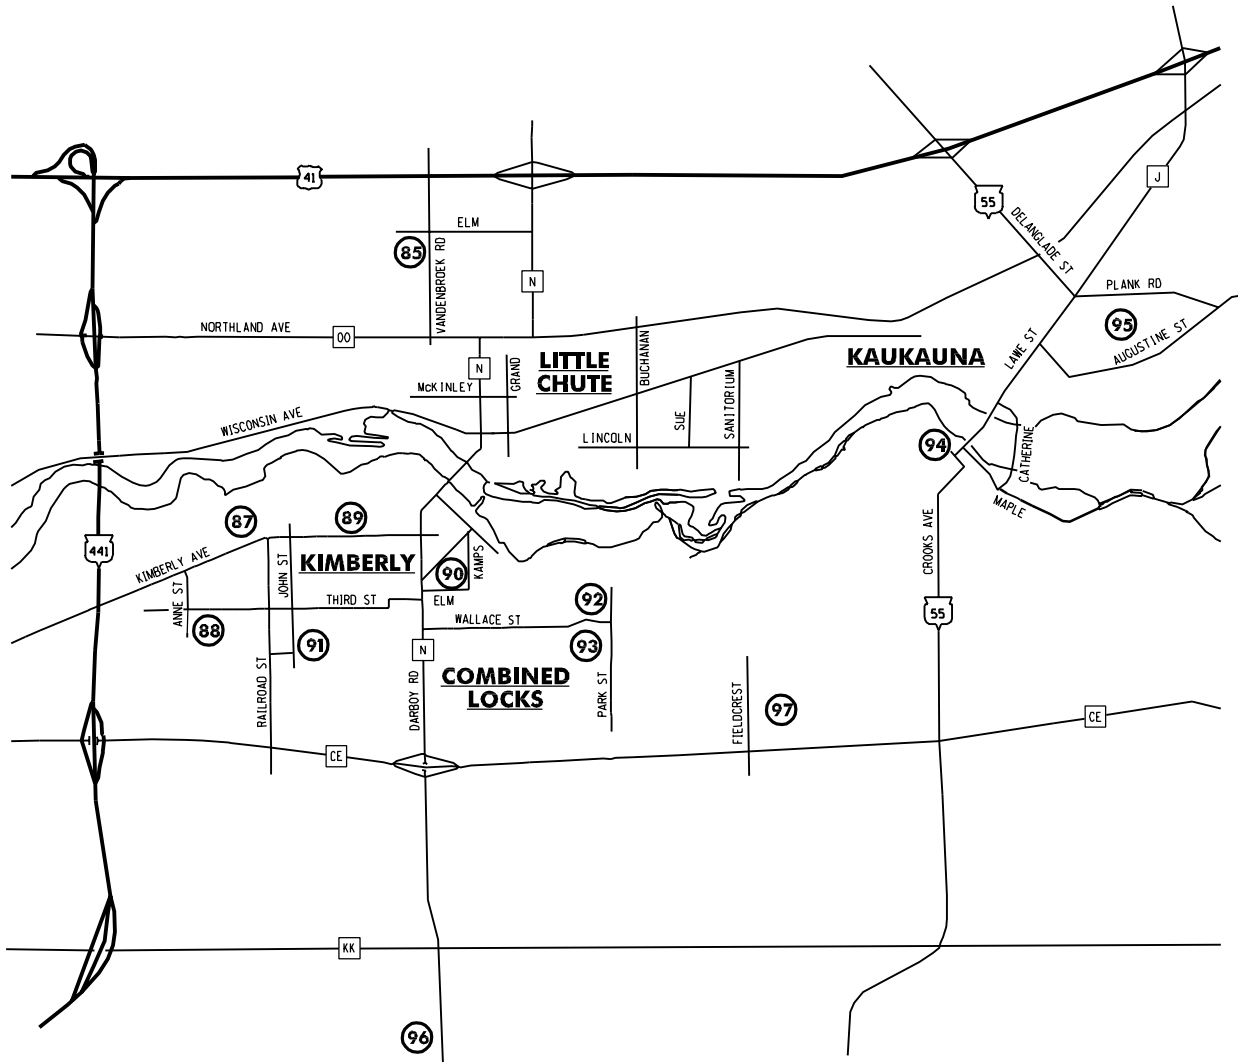 41
J
55
DELANGLADE ST
ELM
85
VANDENBROEK RD
N
PLANK RD
95
AUGUSTINE ST
NORTHLAND AVE
OO
LAWE ST
LITTLE
CHUTE
BUCHANAN
KAUKAUNA
N
GRAND
McKINLEY
SUE
SANITORIUM
WISCONSIN AVE
LINCOLN
94
CATHERINE
MAPLE
87
89
441
KIMBERLY AVE
JOHN ST
KIMBERLY
90
KAMPS
CROOKS AVE
ANNE ST
THIRD ST
ELM
92
55
88
WALLACE ST
91
N
93
RAILROAD ST
DARBOY RD
COMBINED
LOCKS
PARK ST
FIELDCREST
97
CE
CE
KK
96